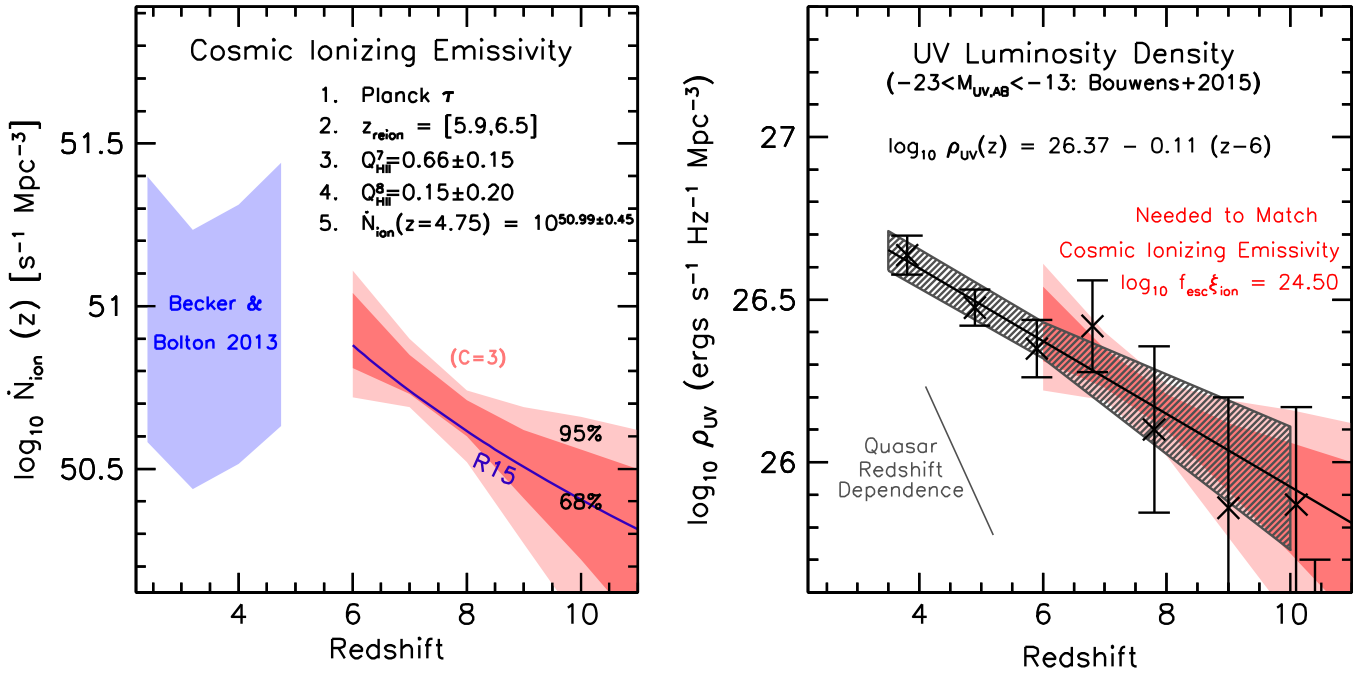 Cosmic Ionizing Emissivity
1. Planck τ
2. z_reion = [5.9,6.5]
3. Q^7_HII=0.66±0.15
4. Q^8_HII=0.15±0.20
5. Ṅ_ion(z=4.75) = 10^50.99±0.45
log₁₀ Ṅ_ion (z) [s⁻¹ Mpc⁻³]
51.5
51
50.5
Becker &
Bolton 2013
(C=3)
95%
R15
68%
4 6 8 10
Redshift
UV Luminosity Density
(−23<M_UV,AB<−13: Bouwens+2015)
log₁₀ ρ_UV(z) = 26.37 − 0.11 (z−6)
log₁₀ ρ_UV (ergs s⁻¹ Hz⁻¹ Mpc⁻³)
27
26.5
26
Needed to Match
Cosmic Ionizing Emissivity
log₁₀ f_esc ξ_ion = 24.50
Quasar
Redshift
Dependence
4 6 8 10
Redshift